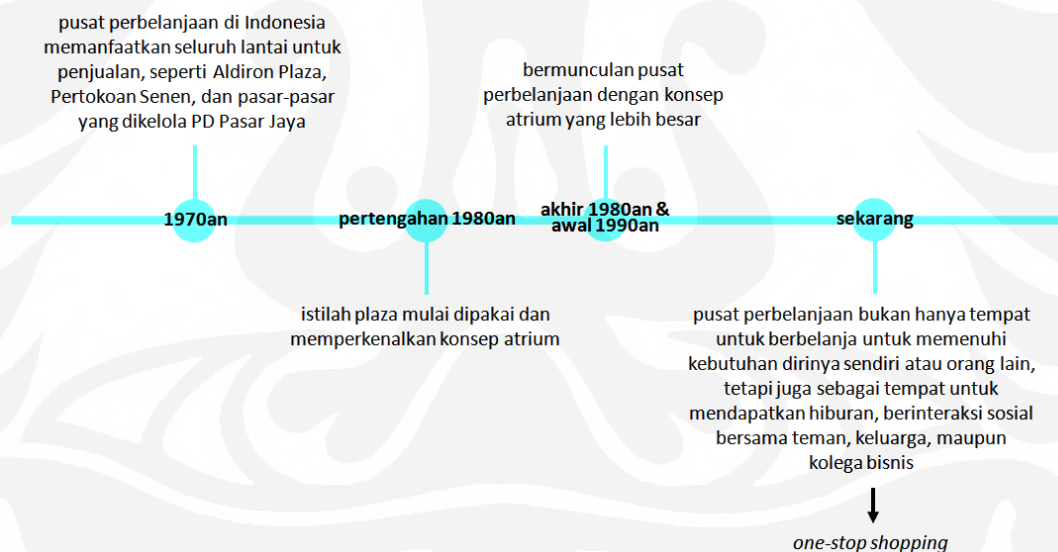 pusat perbelanjaan di Indonesia
memanfaatkan seluruh lantai untuk
penjualan, seperti Aldiron Plaza,
Pertokoan Senen, dan pasar-pasar
yang dikelola PD Pasar Jaya
bermunculan pusat
perbelanjaan dengan konsep
atrium yang lebih besar
1970an
pertengahan 1980an
akhir 1980an &
awal 1990an
sekarang
istilah plaza mulai dipakai dan
memperkenalkan konsep atrium
pusat perbelanjaan bukan hanya tempat
untuk berbelanja untuk memenuhi
kebutuhan dirinya sendiri atau orang lain,
tetapi juga sebagai tempat untuk
mendapatkan hiburan, berinteraksi sosial
bersama teman, keluarga, maupun
kolega bisnis
one-stop shopping